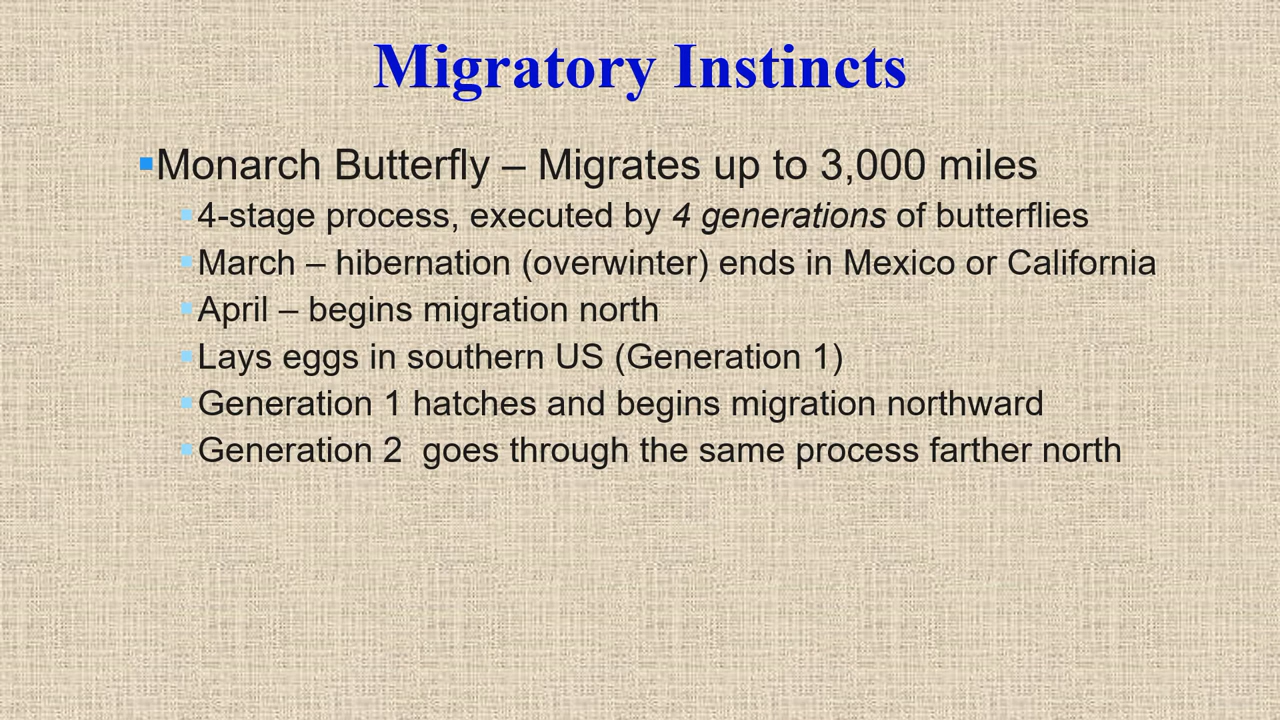 Migratory Instincts
▪Monarch Butterfly – Migrates up to 3,000 miles
▪4-stage process, executed by 4 generations of butterflies
▪March – hibernation (overwinter) ends in Mexico or California
▪April – begins migration north
▪Lays eggs in southern US (Generation 1)
▪Generation 1 hatches and begins migration northward
▪Generation 2  goes through the same process farther north